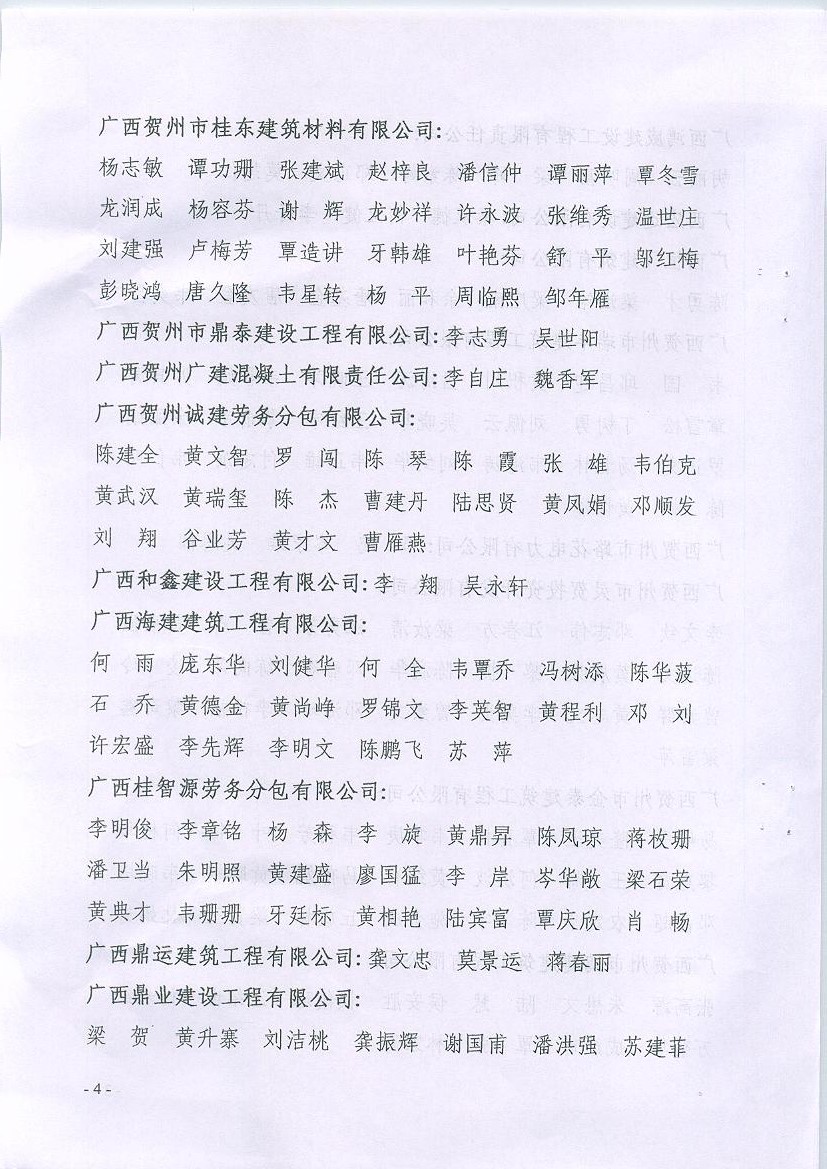 广西贺州市桂东建筑材料有限公司:
杨志敏 谭功珊 张建斌 赵梓良 潘信仲 谭丽萍 覃冬雪
龙润成 杨容芬 谢 辉 龙妙祥 许永波 张维秀 温世庄
刘建强 卢梅芳 覃造讲 牙韩雄 叶艳芬 舒 平 邬红梅
彭晓鸿 唐久隆 韦星转 杨 平 周临熙 邹年雁
广西贺州市鼎泰建设工程有限公司: 李志勇 吴世阳
广西贺州广建混凝土有限责任公司: 李自庄 魏香军
广西贺州诚建劳务分包有限公司:
陈建全 黄文智 罗 闯 陈 琴 陈 霞 张 雄 韦伯克
黄武汉 黄瑞玺 陈 杰 曹建丹 陆思贤 黄凤娟 邓顺发
刘 翔 谷业芳 黄才文 曹雁燕
广西和鑫建设工程有限公司: 李 翔 吴永轩
广西海建建筑工程有限公司:
何 雨 庞东华 刘健华 何 全 韦覃乔 冯树添 陈华菠
石 乔 黄德金 黄尚峥 罗锦文 李英智 黄程利 邓 刘
许宏盛 李先辉 李明文 陈鹏飞 苏 萍
广西桂智源劳务分包有限公司:
李明俊 李章铭 杨 森 李 旋 黄鼎昇 陈凤琼 蒋枚珊
潘卫当 朱明照 黄建盛 廖国猛 李 岸 岑华敞 梁石荣
黄典才 韦珊珊 牙廷标 黄相艳 陆宾富 覃庆欣 肖 畅
广西鼎运建筑工程有限公司: 龚文忠 莫景运 蒋春丽
广西鼎业建设工程有限公司:
梁 贺 黄升寨 刘洁桃 龚振辉 谢国甫 潘洪强 苏建菲
- 4 -